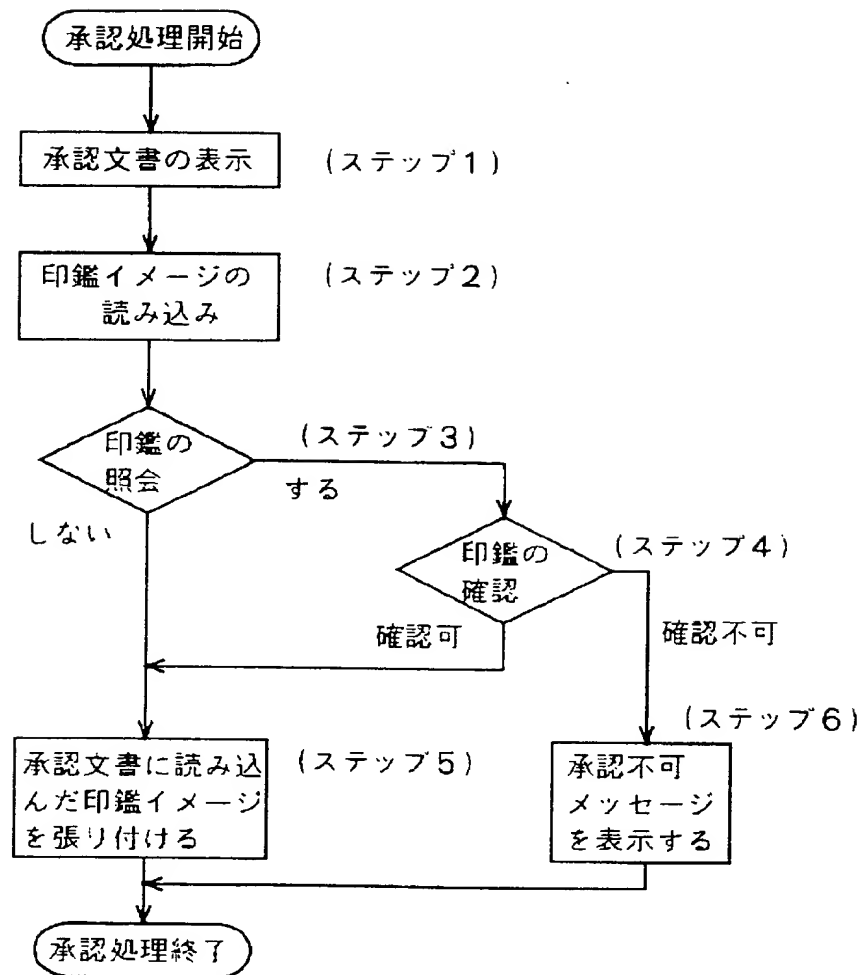 承認処理開始
承認文書の表示
(ステップ1)
印鑑イメージの
読み込み
(ステップ2)
印鑑の
照会
(ステップ3)
する
しない
印鑑の
確認
(ステップ4)
確認可
確認不可
承認文書に読み込
んだ印鑑イメージ
を張り付ける
(ステップ5)
(ステップ6)
承認不可
メッセージ
を表示する
承認処理終了